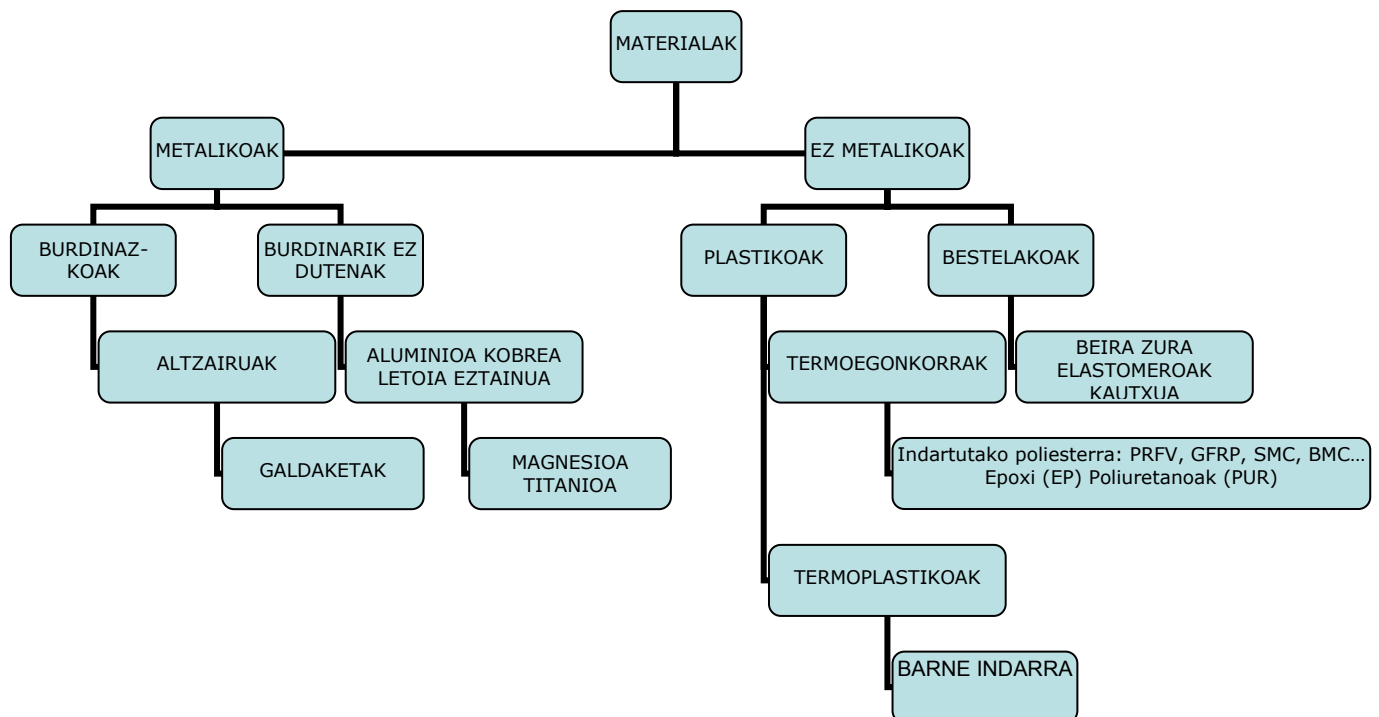 MATERIALAK
METALIKOAK
EZ METALIKOAK
BURDINAZ-
KOAK
BURDINARIK EZ
DUTENAK
PLASTIKOAK
BESTELAKOAK
ALTZAIRUAK
ALUMINIOA KOBREA
LETOIA EZTAINUA
TERMOEGONKORRAK
BEIRA ZURA
ELASTOMEROAK
KAUTXUA
GALDAKETAK
MAGNESIOA
TITANIOA
Indartutako poliesterra: PRFV, GFRP, SMC, BMC…
Epoxi (EP) Poliuretanoak (PUR)
TERMOPLASTIKOAK
BARNE INDARRA